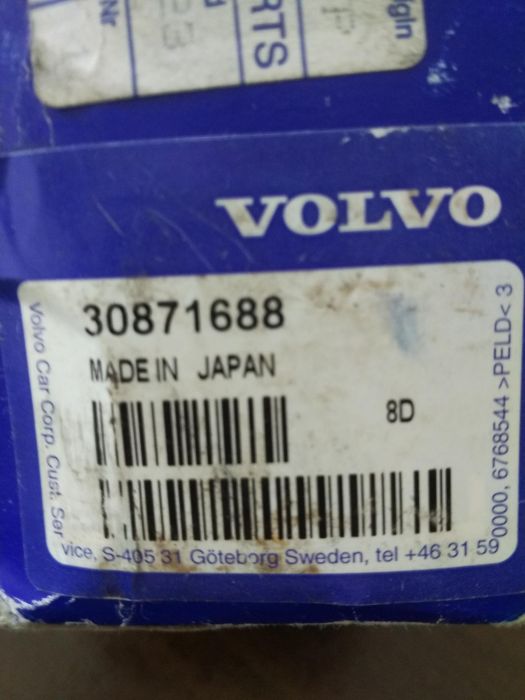 RTS
Nr
VOLVO
30871688
MADE IN JAPAN
8D
Volvo Car Corp. Cust. Ser
vice, S-405 31 Göteborg Sweden, tel +46 31 59
0000, 6768544 >PELD< 3